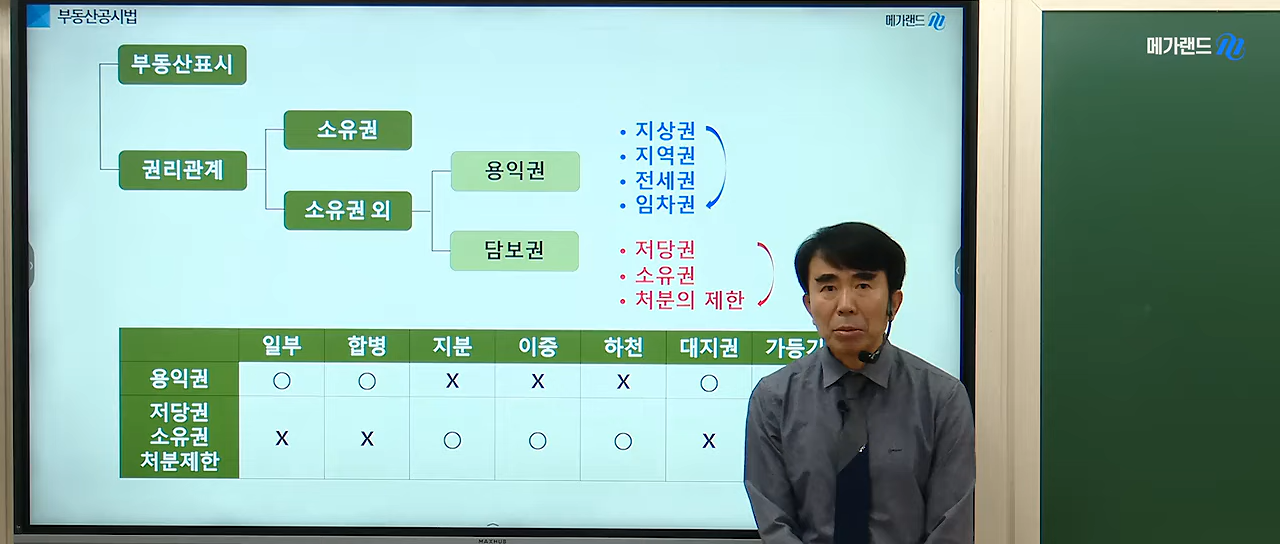 부동산공시법
메가랜드
메가랜드
부동산표시
소유권
권리관계
소유권 외
용익권
담보권
• 지상권
• 지역권
• 전세권
• 임차권
• 저당권
• 소유권
• 처분의 제한
일부 합병 지분 이중 하천 대지권
용익권 ○ ○ X X X ○
저당권
소유권 X X ○ ○ ○ X
처분제한
MAXHUB